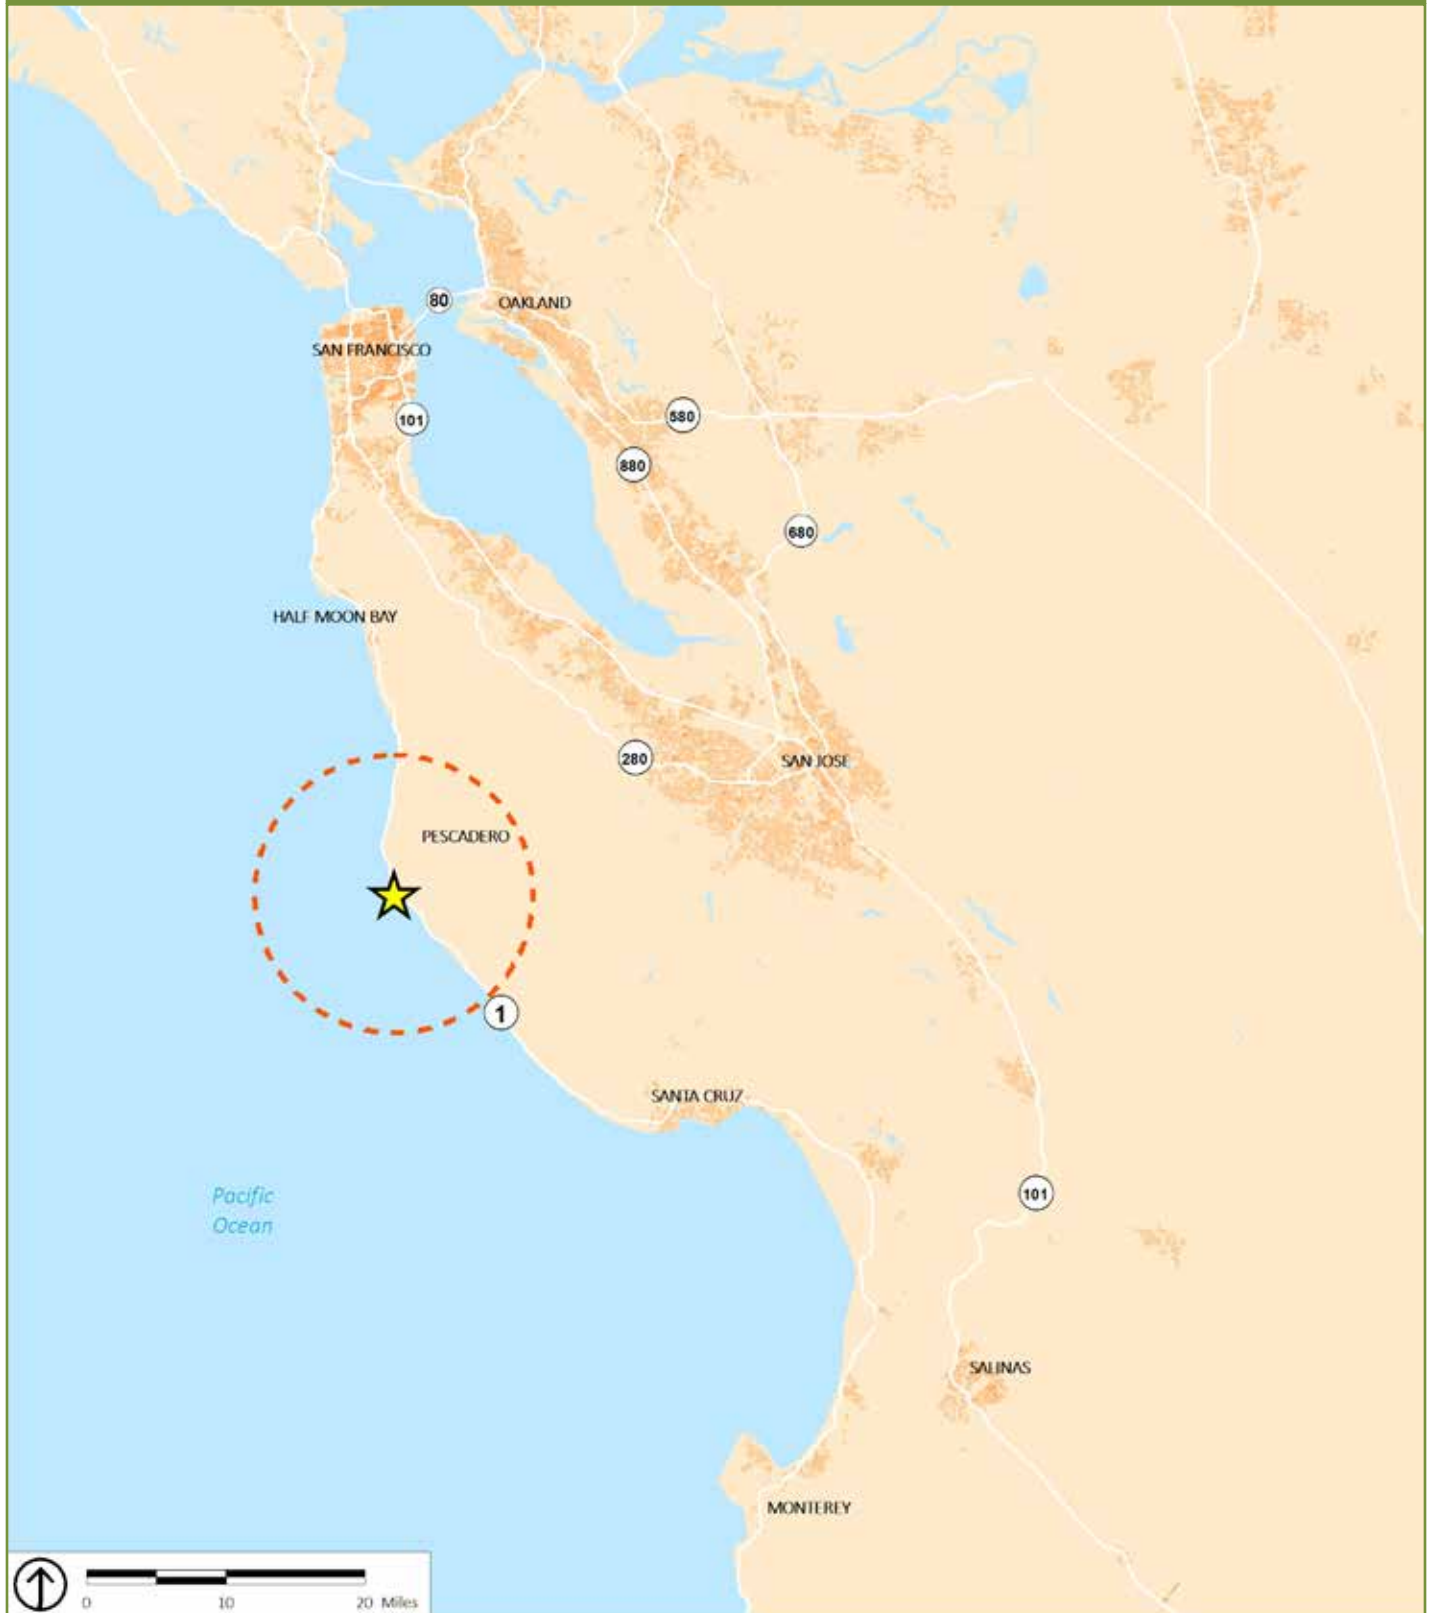 80
OAKLAND
SAN FRANCISCO
101
580
880
680
HALF MOON BAY
280
SAN JOSE
PESCADERO
1
SANTA CRUZ
Pacific
Ocean
101
SALINAS
MONTEREY
0 10 20 Miles